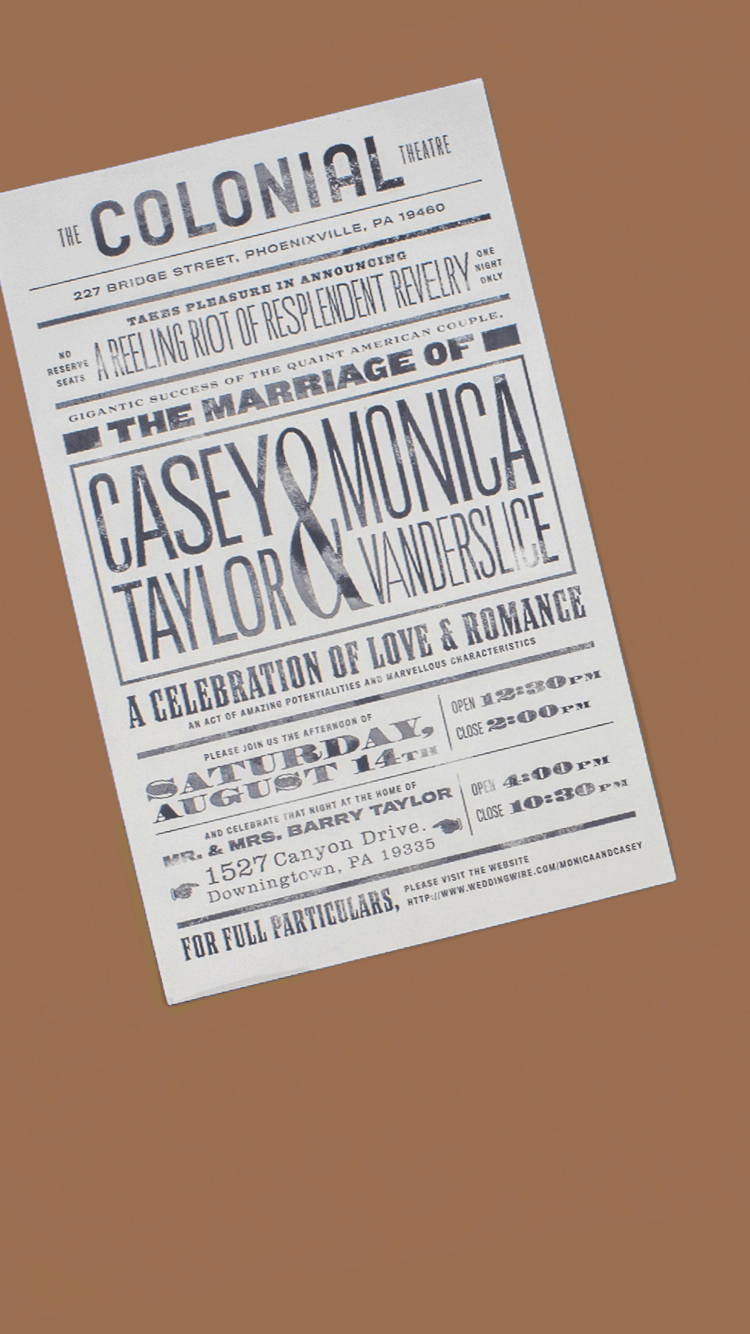 THE COLONIAL THEATRE
227 BRIDGE STREET, PHOENIXVILLE, PA 19460
TAKES PLEASURE IN ANNOUNCING
NO RESERVE SEATS
A REELING RIOT OF RESPLENDENT REVELRY
ONE NIGHT ONLY
GIGANTIC SUCCESS OF THE QUAINT AMERICAN COUPLE.
THE MARRIAGE OF
CASEY & MONICA
TAYLOR VANDERSLICE
A CELEBRATION OF LOVE & ROMANCE
AN ACT OF AMAZING POTENTIALITIES AND MARVELLOUS CHARACTERISTICS
PLEASE JOIN US THE AFTERNOON OF
SATURDAY,
AUGUST 14TH
OPEN 12:30PM
CLOSE 2:00PM
AND CELEBRATE THAT NIGHT AT THE HOME OF
MR. & MRS. BARRY TAYLOR
1527 Canyon Drive.
Downingtown, PA 19335
OPEN 4:00PM
CLOSE 10:30PM
FOR FULL PARTICULARS,
PLEASE VISIT THE WEBSITE
HTTP://WWW.WEDDINGWIRE.COM/MONICAANDCASEY